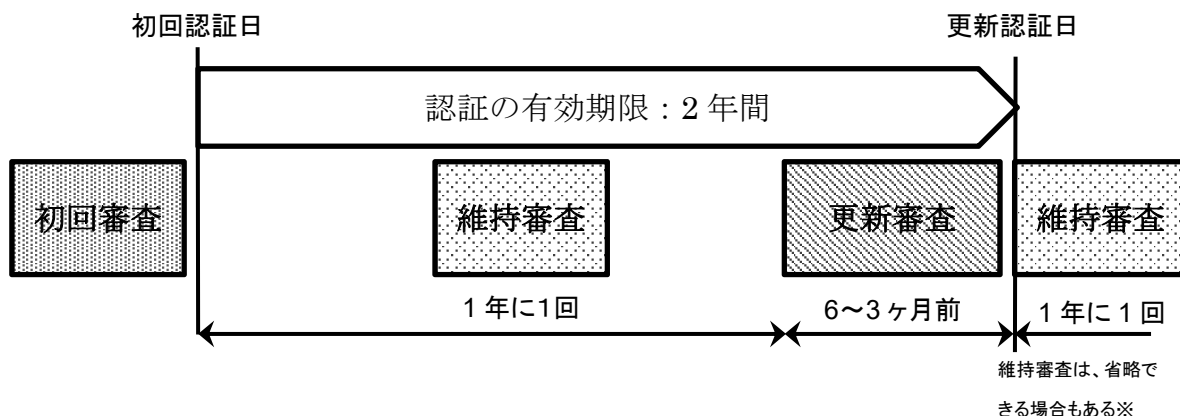 初回認証日
更新認証日
認証の有効期限：2 年間
初回審査
維持審査
更新審査
維持審査
1 年に1回
6～3 ヶ月前
1 年に 1 回
維持審査は、省略で
きる場合もある※